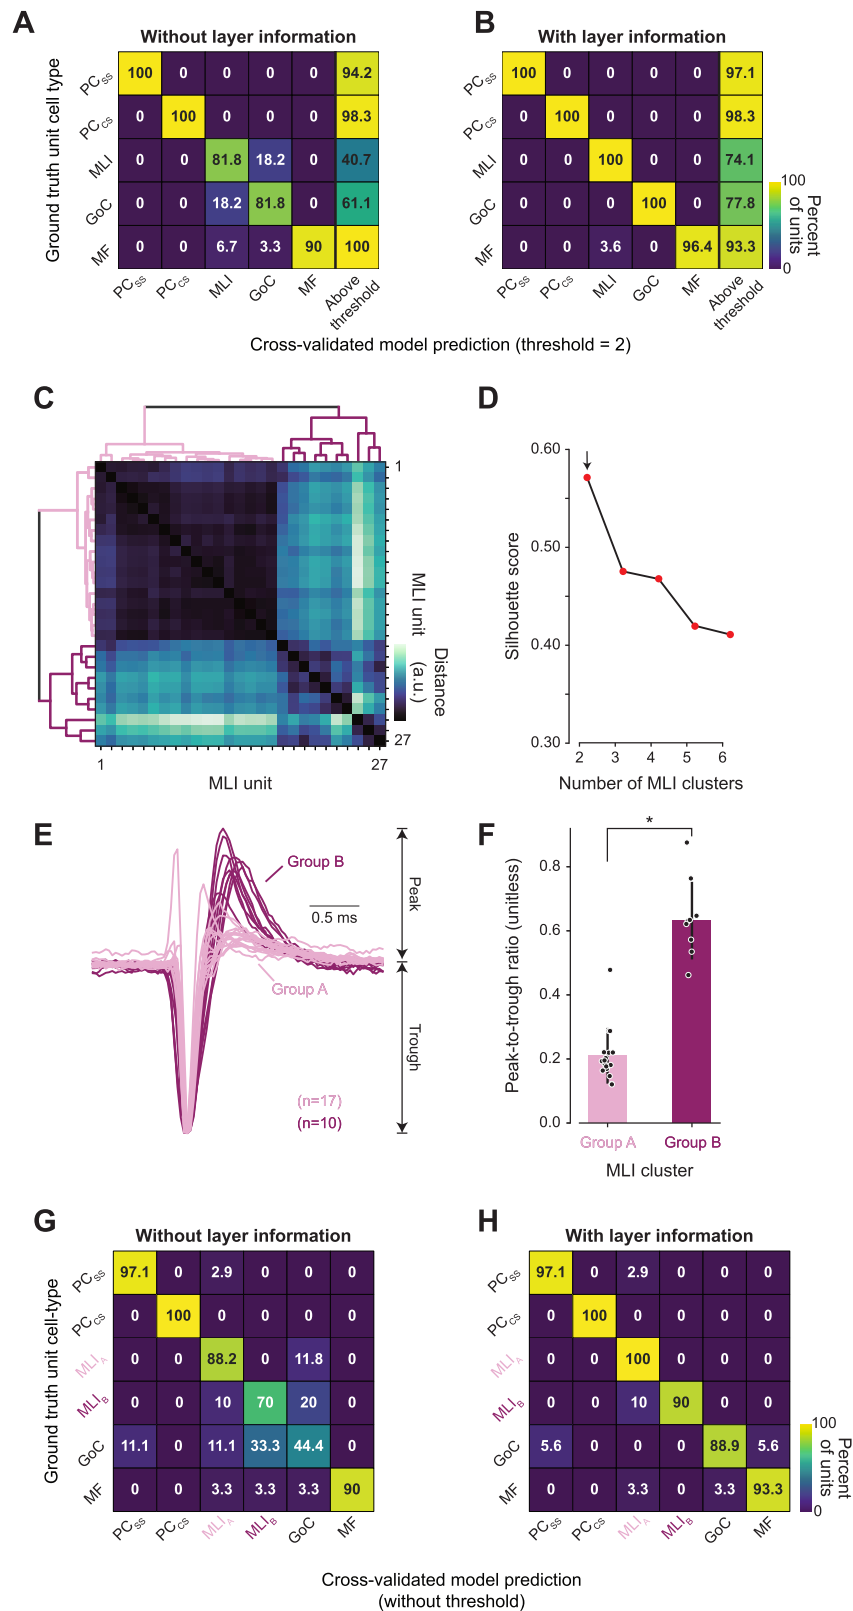 A
Without layer information
B
With layer information
Ground truth unit cell type
PCSS 100 0 0 0 0 94.2
PCCS 0 100 0 0 0 98.3
MLI 0 0 81.8 18.2 0 40.7
GoC 0 0 18.2 81.8 0 61.1
MF 0 0 6.7 3.3 90 100
PCSS PCCS MLI GoC MF Above threshold
100 0 0 0 0 97.1
0 100 0 0 0 98.3
0 0 100 0 0 74.1
0 0 0 100 0 77.8
0 0 3.6 0 96.4 93.3
PCSS PCCS MLI GoC MF Above threshold
100
0
Percent
of units
Cross-validated model prediction (threshold = 2)
C
1
27
MLI unit
Distance
(a.u.)
1 27
MLI unit
D
Silhouette score
0.60
0.50
0.40
0.30
2 3 4 5 6
Number of MLI clusters
E
Group B
0.5 ms
Group A
Peak
Trough
(n=17)
(n=10)
F
*
Peak-to-trough ratio (unitless)
0.8
0.6
0.4
0.2
0.0
Group A Group B
MLI cluster
G
Without layer information
H
With layer information
Ground truth unit cell-type
PCSS 97.1 0 2.9 0 0 0
PCCS 0 100 0 0 0 0
MLIA 0 0 88.2 0 11.8 0
MLIB 0 0 10 70 20 0
GoC 11.1 0 11.1 33.3 44.4 0
MF 0 0 3.3 3.3 3.3 90
PCSS PCCS MLIA MLIB GoC MF
PCSS 97.1 0 2.9 0 0 0
PCCS 0 100 0 0 0 0
MLIA 0 0 100 0 0 0
MLIB 0 0 10 90 0 0
GoC 5.6 0 0 0 88.9 5.6
MF 0 0 3.3 0 3.3 93.3
PCSS PCCS MLIA MLIB GoC MF
100
0
Percent
of units
Cross-validated model prediction
(without threshold)